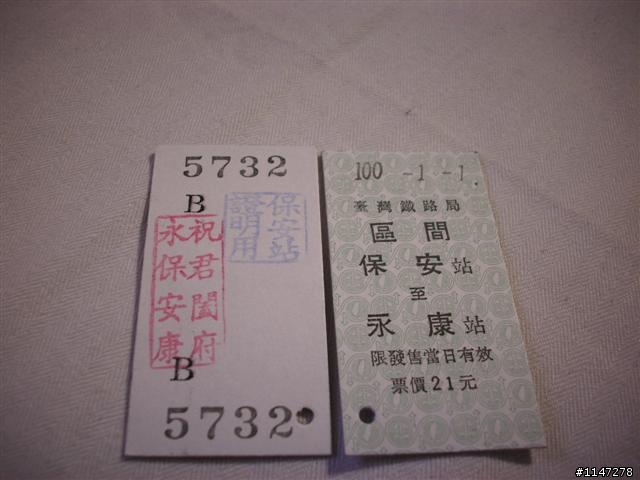 5732
B
保安站
證明用
祝君闔府
永保安康
B
5732
100 -1 -1
臺灣鐵路局
區間
保安站
至
永康站
限發售當日有效
票價21元
#1147278